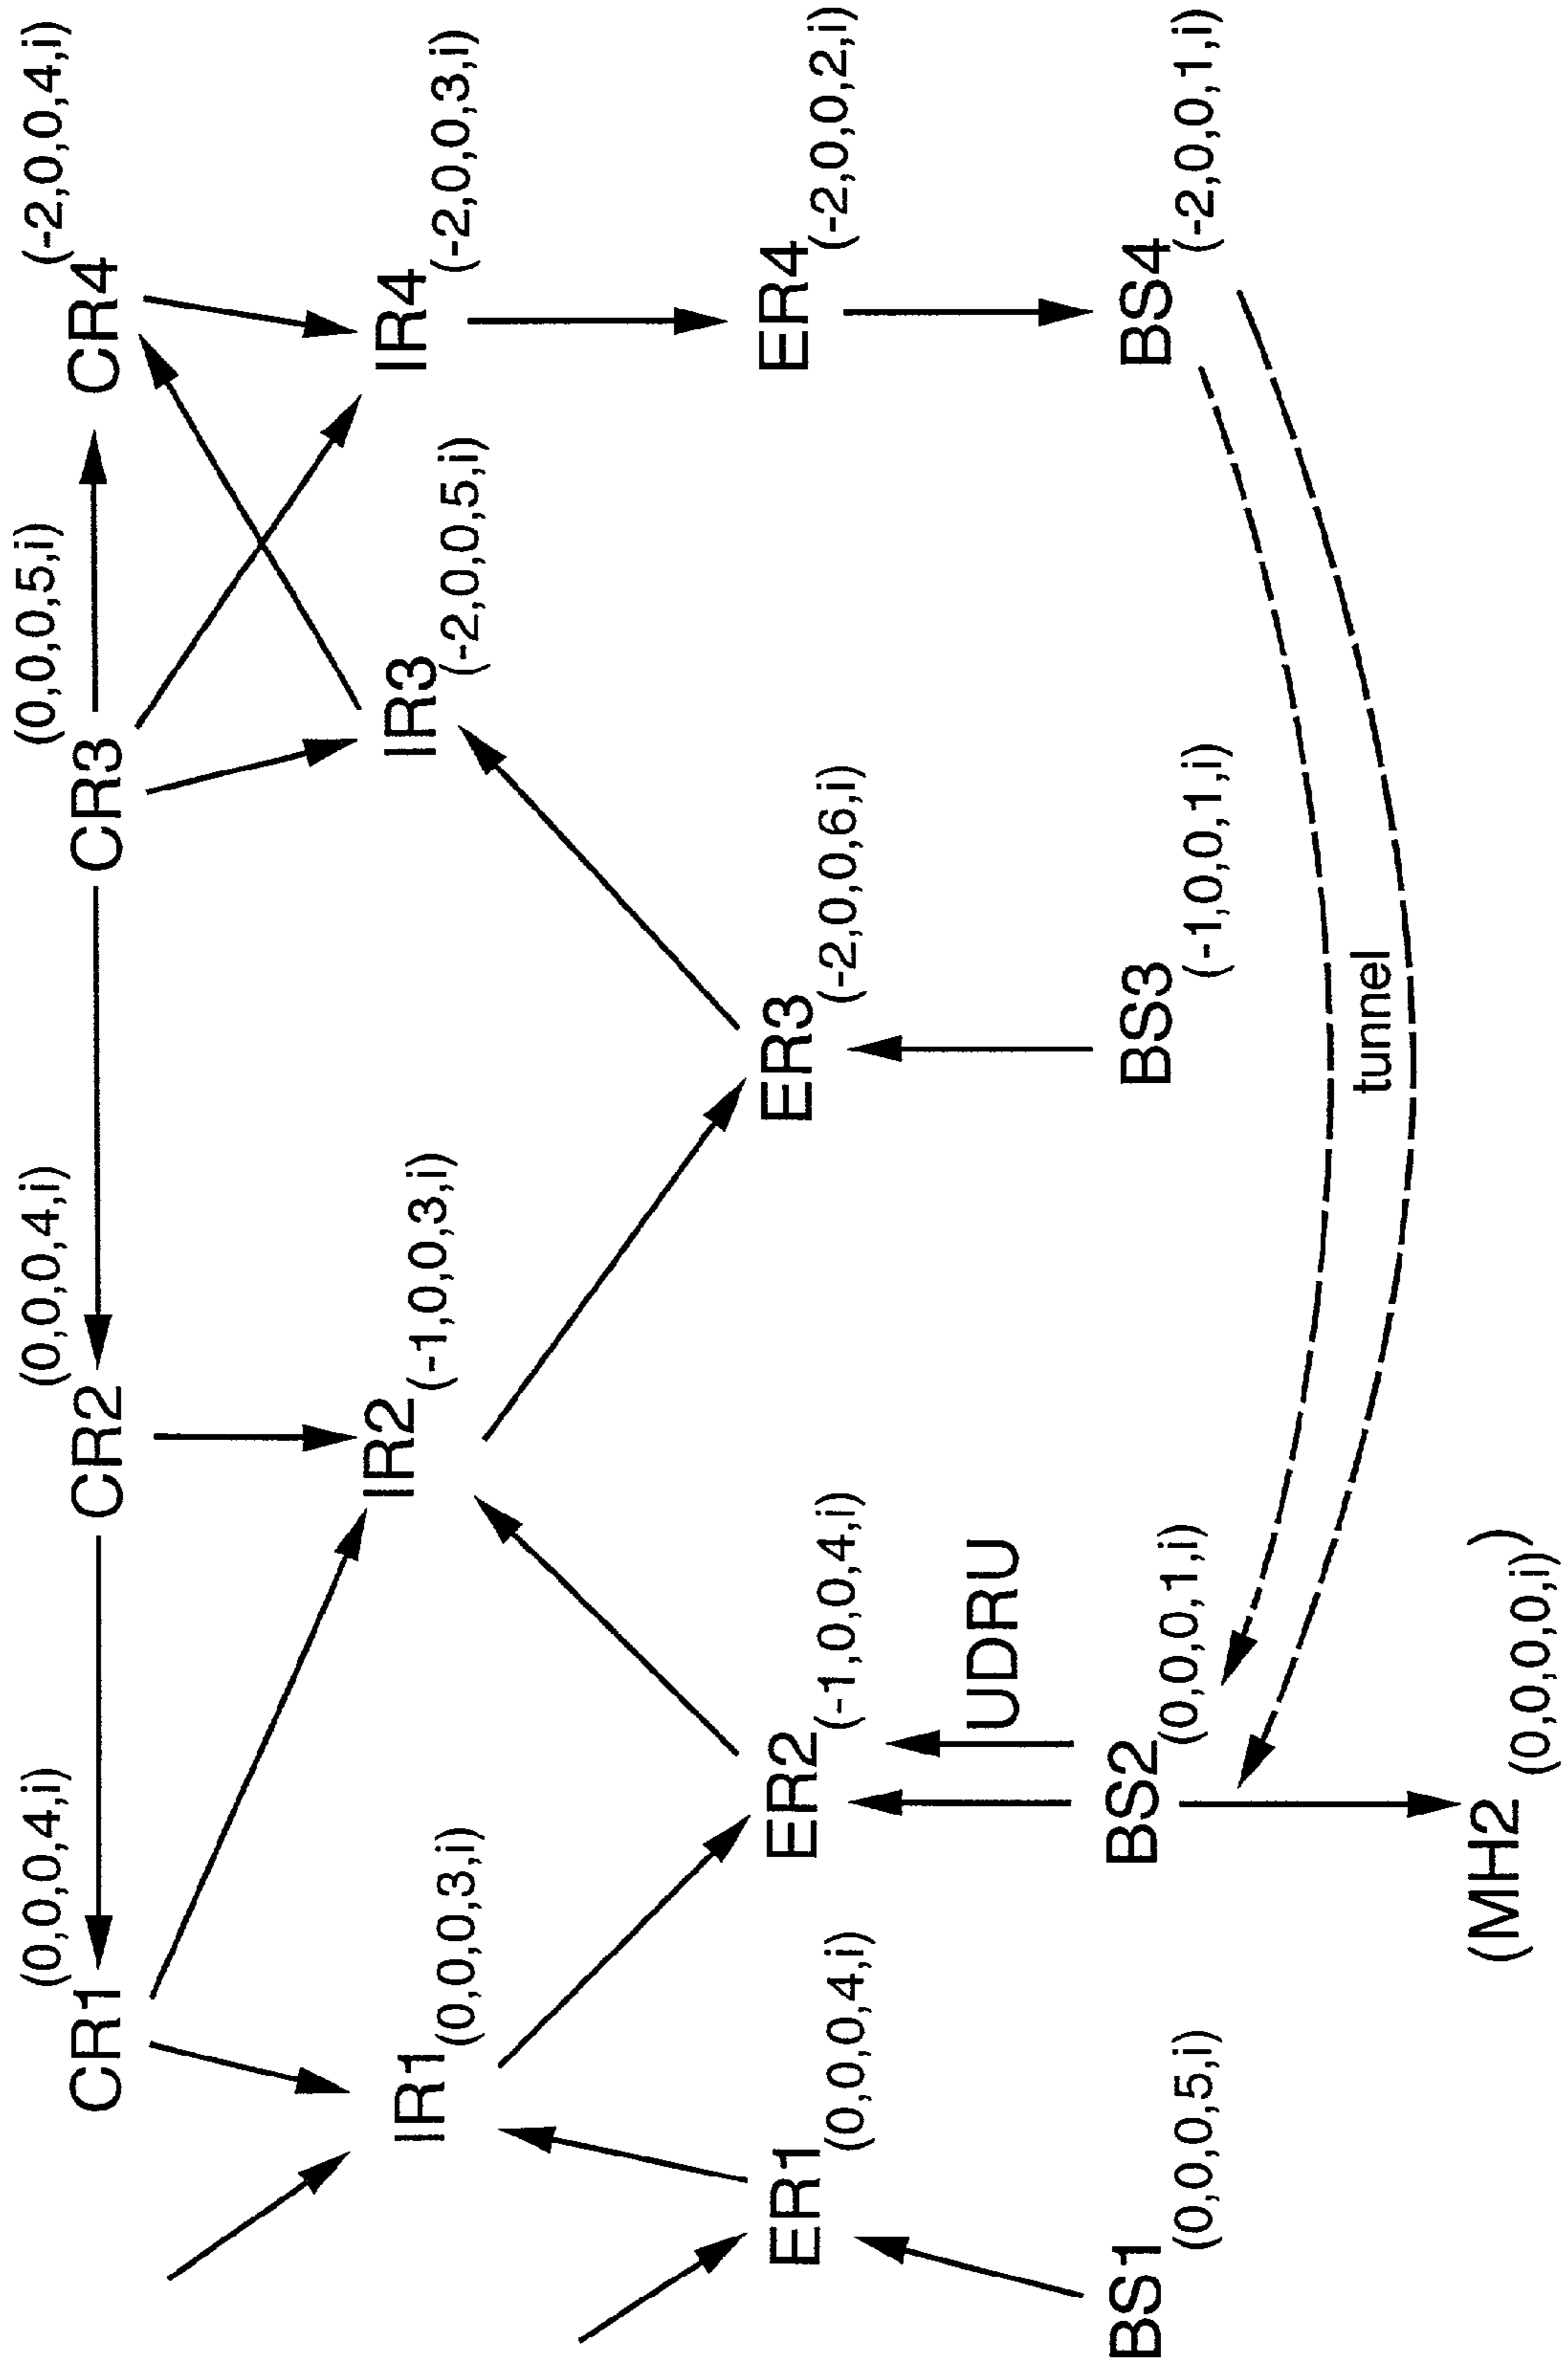 CR1
(0,0,0,4,i)
CR2
(0,0,0,4,i)
CR3
(0,0,0,5,i)
CR4
(-2,0,0,4,i)
IR1
(0,0,0,3,i)
IR2
(-1,0,0,3,i)
IR3
(-2,0,0,5,i)
IR4
(-2,0,0,3,i)
ER1
(0,0,0,4,i)
ER2
(-1,0,0,4,i)
ER3
(-2,0,0,6,i)
ER4
(-2,0,0,2,i)
UDRU
BS1
(0,0,0,5,i)
BS2
(0,0,0,1,i)
BS3
(-1,0,0,1,i)
BS4
(-2,0,0,1,i)
tunnel
(MH2
(0,0,0,0,i))